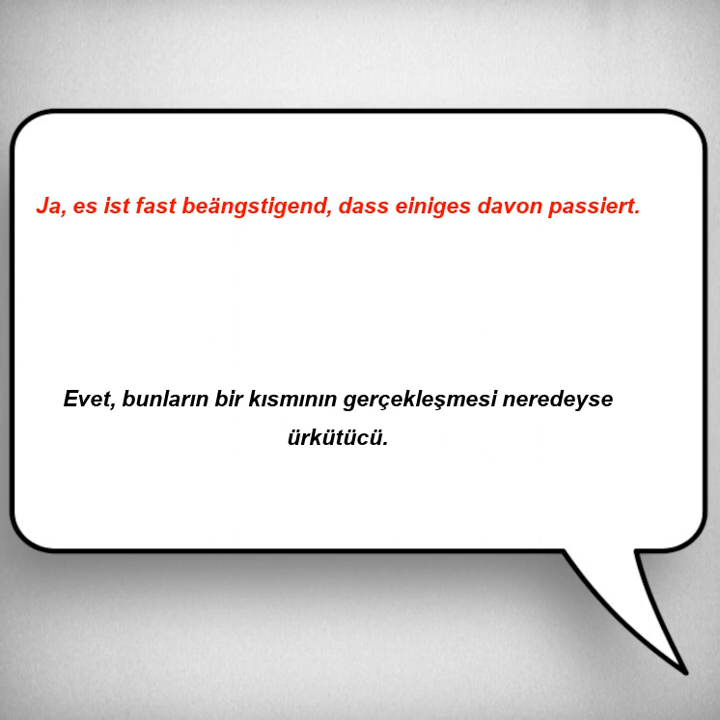 Ja, es ist fast beängstigend, dass einiges davon passiert.
Evet, bunların bir kısmının gerçekleşmesi neredeyse
ürkütücü.